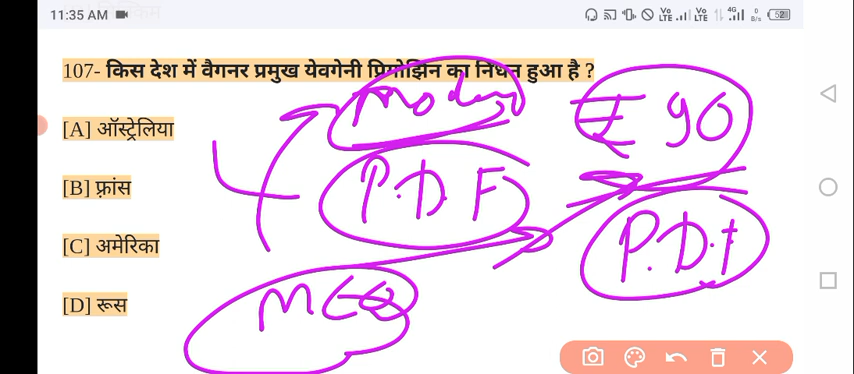 11:35 AM
107- किस देश में वैगनर प्रमुख येवगेनी प्रिगोझिन का निधन हुआ है ?
[A] ऑस्ट्रेलिया
[B] फ़्रांस
[C] अमेरिका
[D] रूस
₹ 90
P.D.F
P.D.F
MCQ